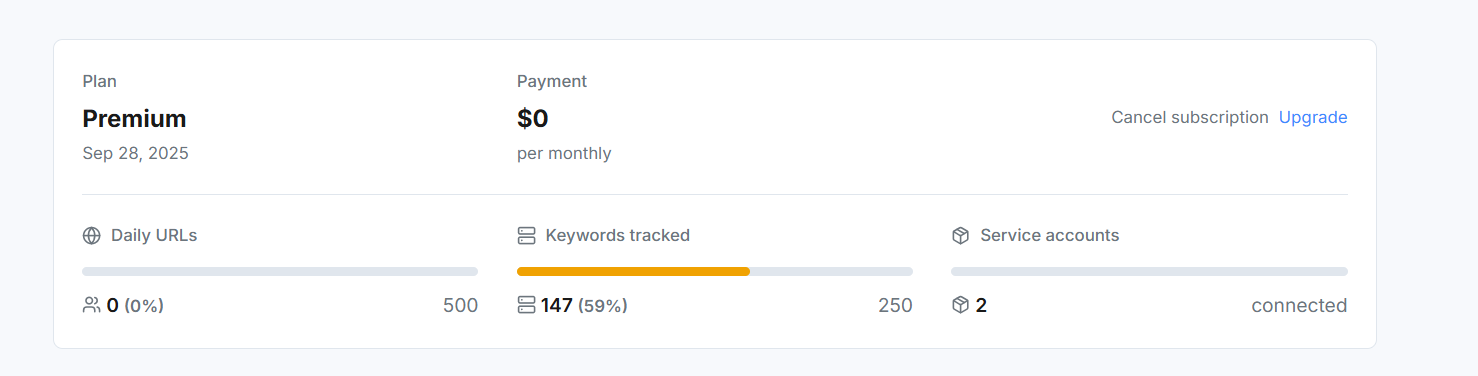 Plan
Premium
Sep 28, 2025
Payment
$0
per monthly
Cancel subscription Upgrade
Daily URLs
0 (0%) 500
Keywords tracked
147 (59%) 250
Service accounts
2 connected